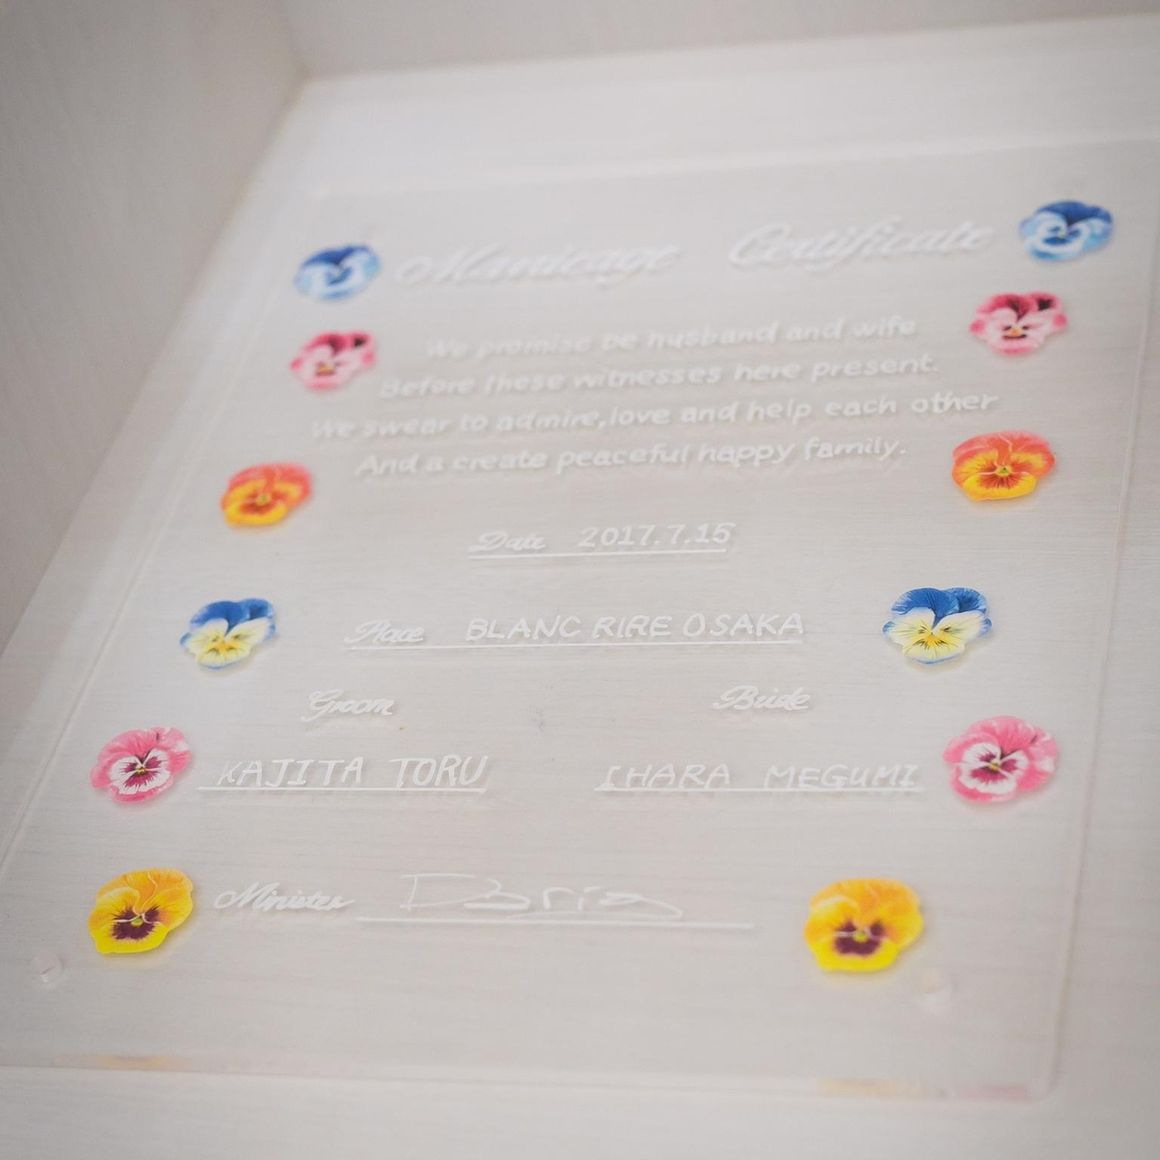 Marriage Certificate
We promise be husband and wife
Before these witnesses here present.
We swear to admire, love and help each other
And a create peaceful happy family.
Date 2017.7.15
Place BLANC RIRE OSAKA
Groom Bride
KAJITA TORU IHARA MEGUMI
Minister